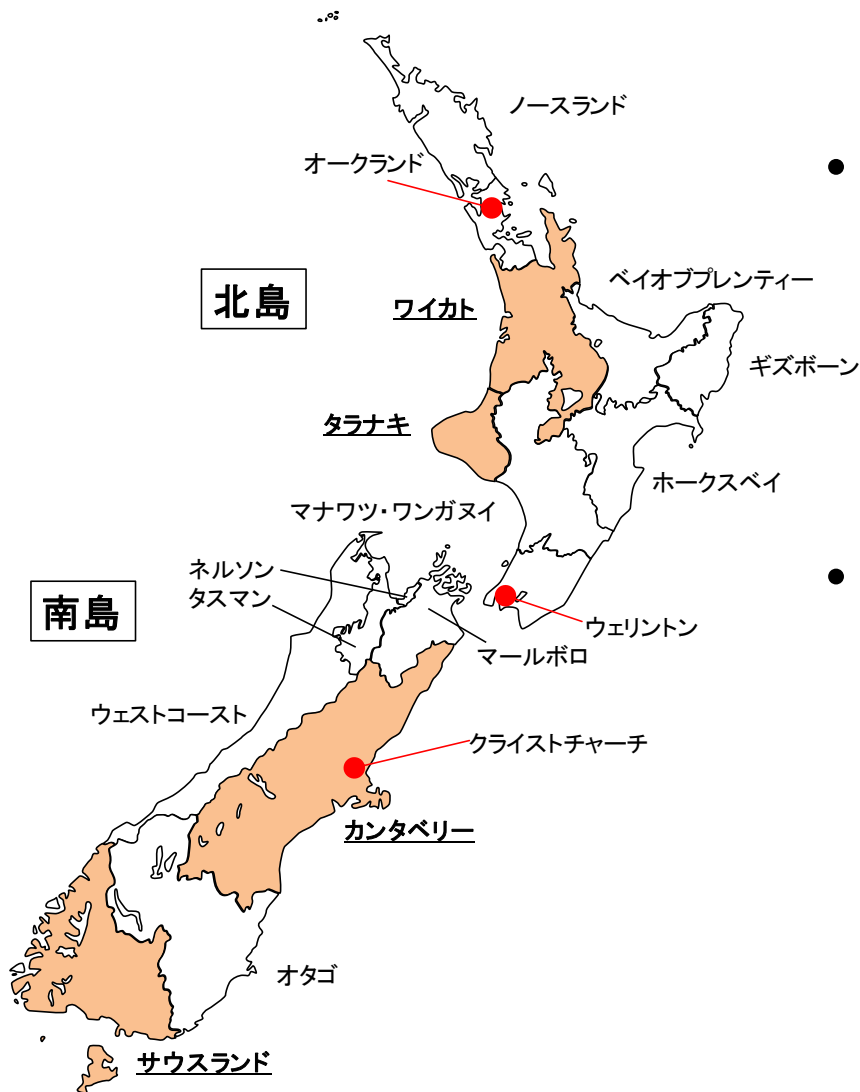 ノースランド
オークランド
ベイオブプレンティー
北島
ワイカト
ギズボーン
タラナキ
ホークスベイ
マナワツ・ワンガヌイ
ネルソン
タスマン
南島
ウェリントン
マールボロ
ウェストコースト
クライストチャーチ
カンタベリー
オタゴ
サウスランド